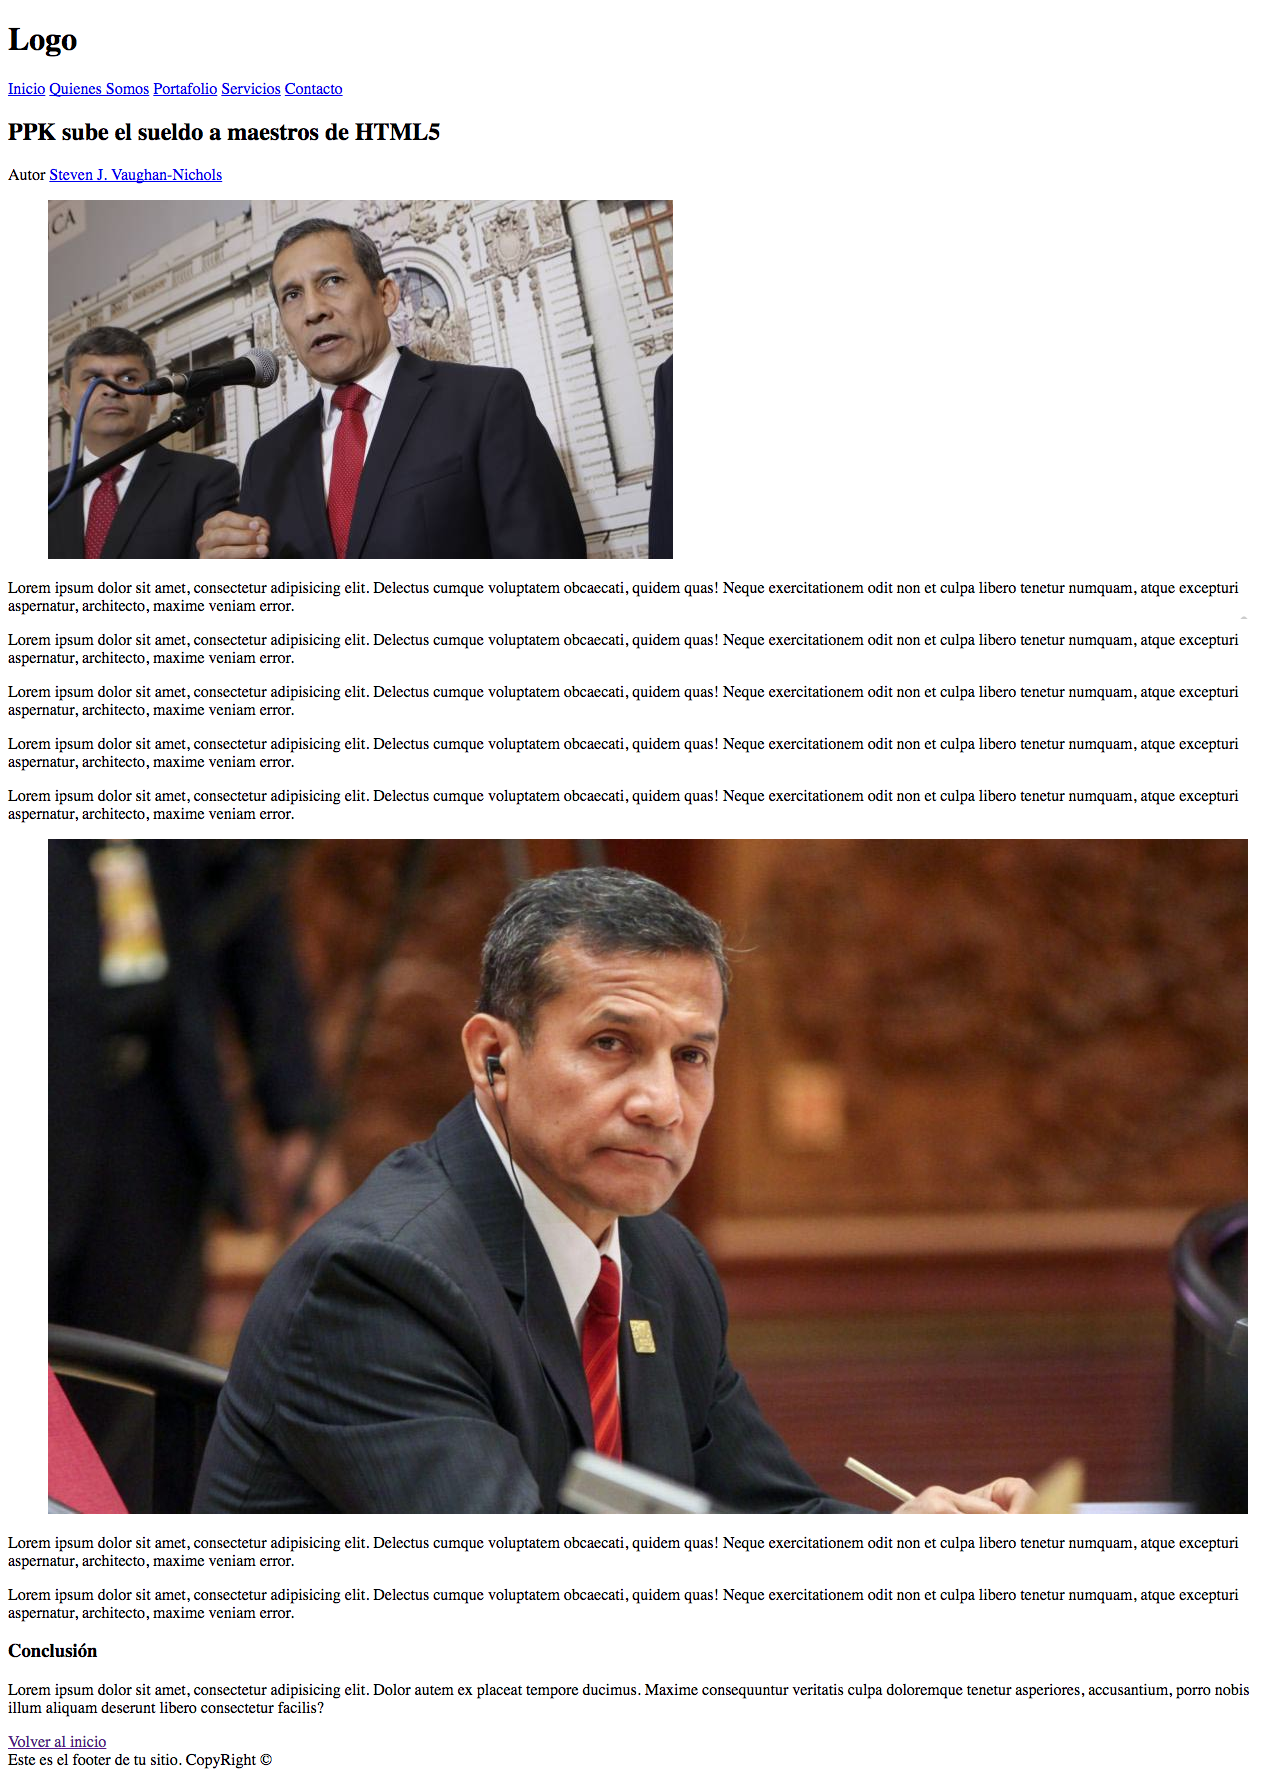 Logo
Inicio Quienes Somos Portafolio Servicios Contacto
PPK sube el sueldo a maestros de HTML5
Autor Steven J. Vaughan-Nichols
CA
Lorem ipsum dolor sit amet, consectetur adipisicing elit. Delectus cumque voluptatem obcaecati, quidem quas! Neque exercitationem odit non et culpa libero tenetur numquam, atque excepturi
aspernatur, architecto, maxime veniam error.
Lorem ipsum dolor sit amet, consectetur adipisicing elit. Delectus cumque voluptatem obcaecati, quidem quas! Neque exercitationem odit non et culpa libero tenetur numquam, atque excepturi
aspernatur, architecto, maxime veniam error.
Lorem ipsum dolor sit amet, consectetur adipisicing elit. Delectus cumque voluptatem obcaecati, quidem quas! Neque exercitationem odit non et culpa libero tenetur numquam, atque excepturi
aspernatur, architecto, maxime veniam error.
Lorem ipsum dolor sit amet, consectetur adipisicing elit. Delectus cumque voluptatem obcaecati, quidem quas! Neque exercitationem odit non et culpa libero tenetur numquam, atque excepturi
aspernatur, architecto, maxime veniam error.
Lorem ipsum dolor sit amet, consectetur adipisicing elit. Delectus cumque voluptatem obcaecati, quidem quas! Neque exercitationem odit non et culpa libero tenetur numquam, atque excepturi
aspernatur, architecto, maxime veniam error.
Lorem ipsum dolor sit amet, consectetur adipisicing elit. Delectus cumque voluptatem obcaecati, quidem quas! Neque exercitationem odit non et culpa libero tenetur numquam, atque excepturi
aspernatur, architecto, maxime veniam error.
Lorem ipsum dolor sit amet, consectetur adipisicing elit. Delectus cumque voluptatem obcaecati, quidem quas! Neque exercitationem odit non et culpa libero tenetur numquam, atque excepturi
aspernatur, architecto, maxime veniam error.
Conclusión
Lorem ipsum dolor sit amet, consectetur adipisicing elit. Dolor autem ex placeat tempore ducimus. Maxime consequuntur veritatis culpa doloremque tenetur asperiores, accusantium, porro nobis
illum aliquam deserunt libero consectetur facilis?
Volver al inicio
Este es el footer de tu sitio. CopyRight ©